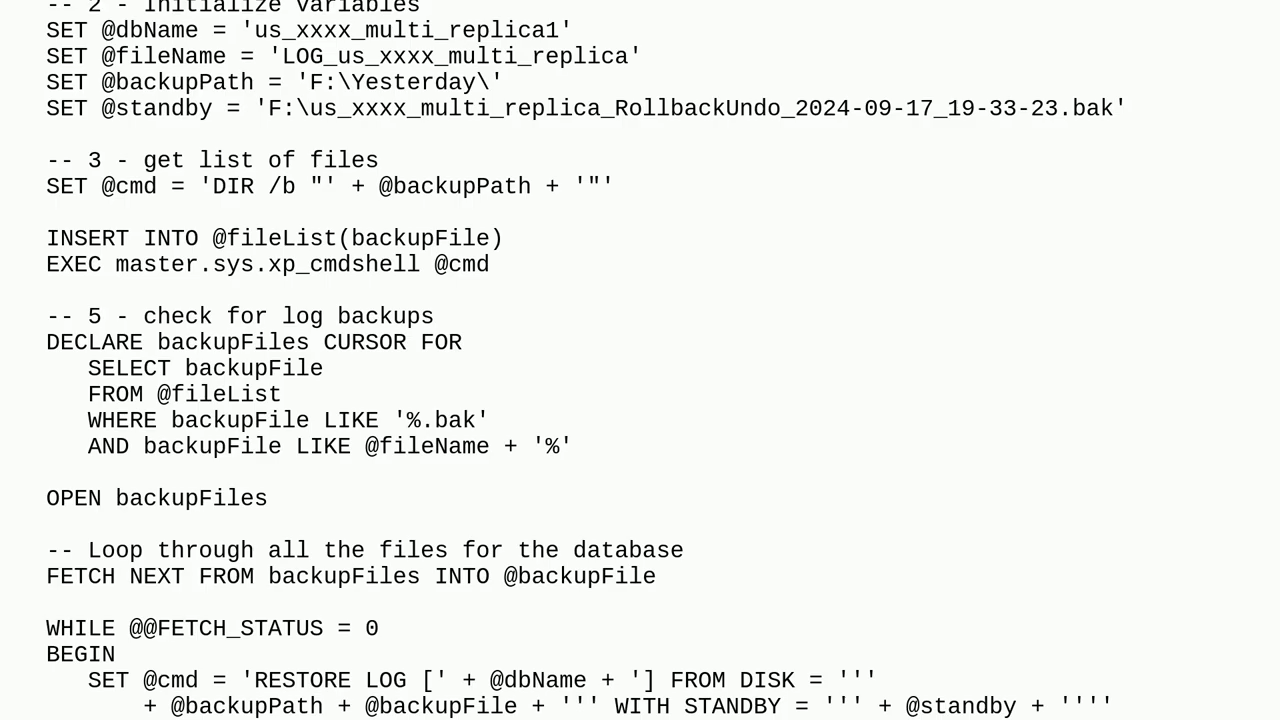 -- 2 - Initialize variables
SET @dbName = 'us_xxxx_multi_replica1'
SET @fileName = 'LOG_us_xxxx_multi_replica'
SET @backupPath = 'F:\Yesterday\'
SET @standby = 'F:\us_xxxx_multi_replica_RollbackUndo_2024-09-17_19-33-23.bak'
-- 3 - get list of files
SET @cmd = 'DIR /b "' + @backupPath + '"'
INSERT INTO @fileList(backupFile)
EXEC master.sys.xp_cmdshell @cmd
-- 5 - check for log backups
DECLARE backupFiles CURSOR FOR
SELECT backupFile
FROM @fileList
WHERE backupFile LIKE '%.bak'
AND backupFile LIKE @fileName + '%'
OPEN backupFiles
-- Loop through all the files for the database
FETCH NEXT FROM backupFiles INTO @backupFile
WHILE @@FETCH_STATUS = 0
BEGIN
SET @cmd = 'RESTORE LOG [' + @dbName + '] FROM DISK = '''
+ @backupPath + @backupFile + ''' WITH STANDBY = ''' + @standby + ''''